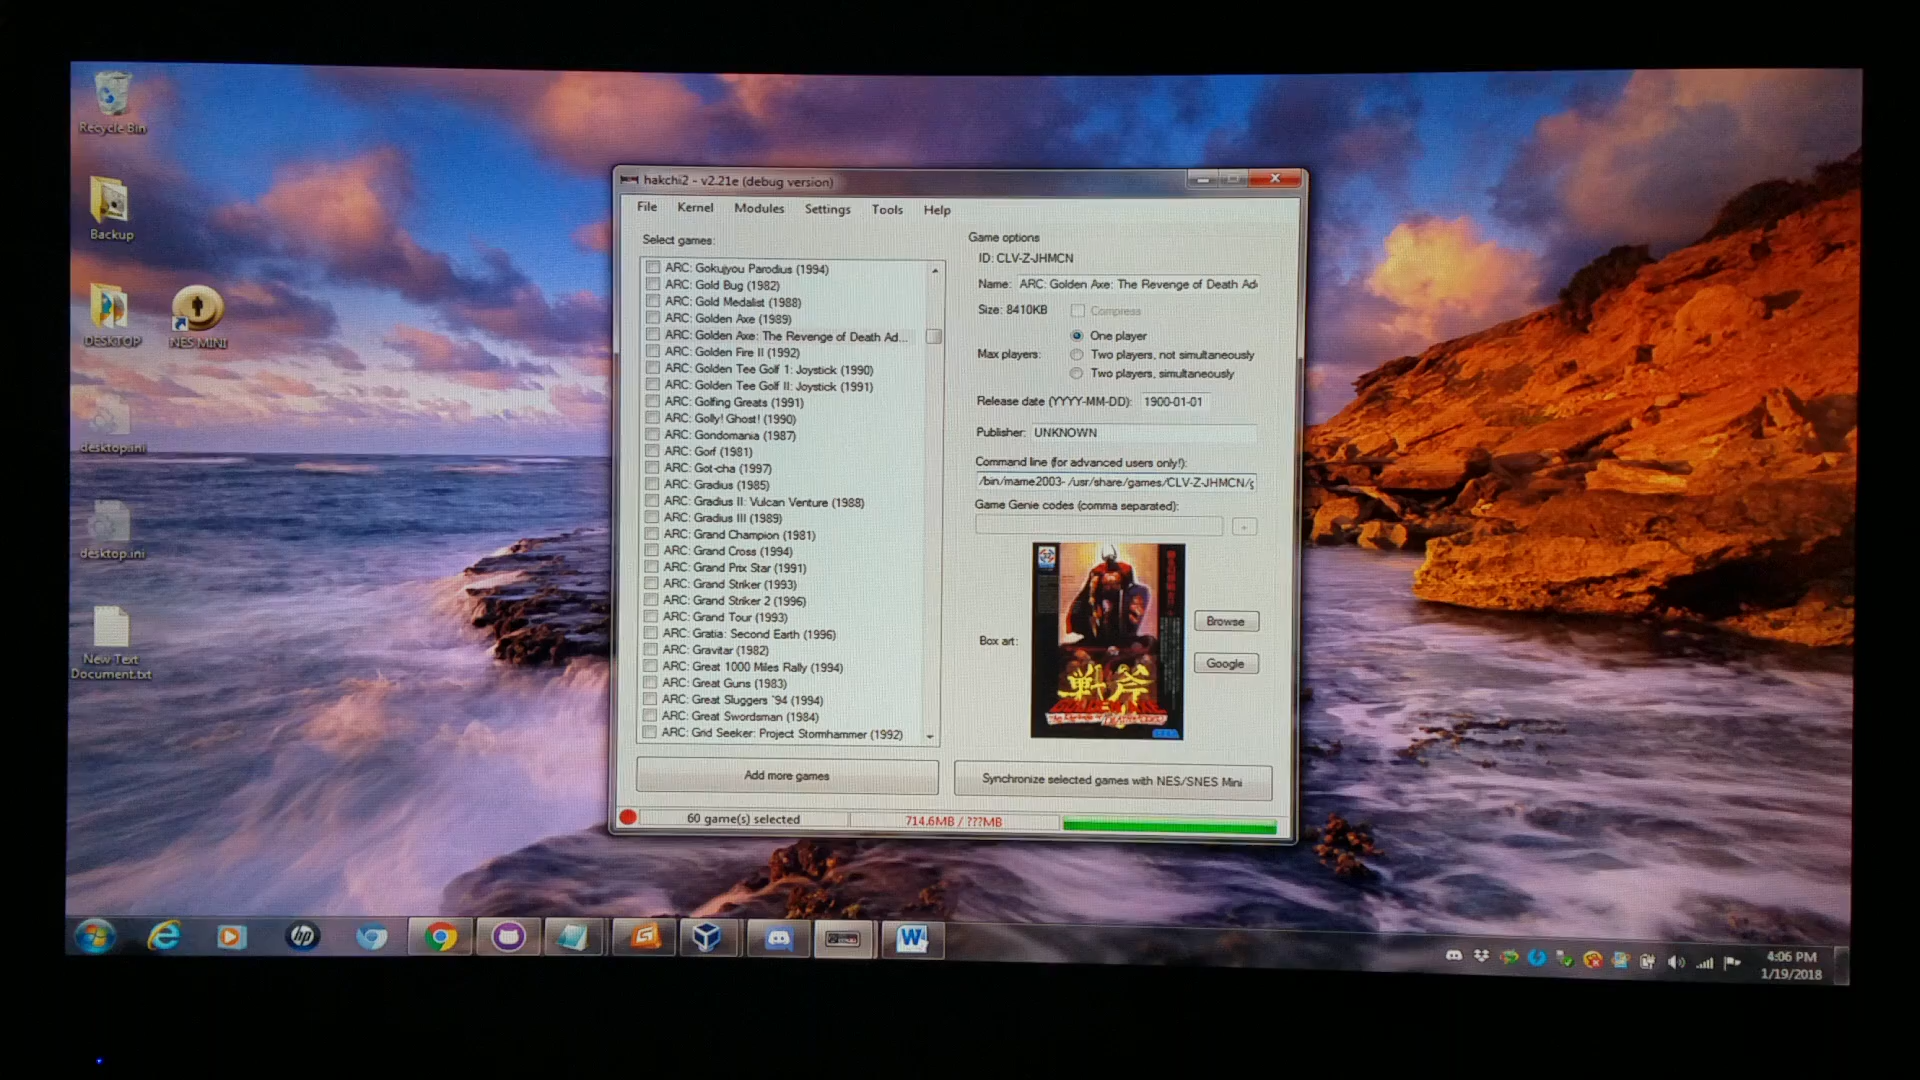 Recycle Bin
Backup
DESKTOP
NES MINI
desktop.ini
desktop.ini
New Text
Document.txt
hakchi2 - v2.21e (debug version)
File Kernel Modules Settings Tools Help
Select games:
ARC: Gokujyou Parodius (1994)
ARC: Gold Bug (1982)
ARC: Gold Medalist (1988)
ARC: Golden Axe (1989)
ARC: Golden Axe: The Revenge of Death Ad...
ARC: Golden Fire II (1992)
ARC: Golden Tee Golf 1: Joystick (1990)
ARC: Golden Tee Golf II: Joystick (1991)
ARC: Golfing Greats (1991)
ARC: Golly! Ghost! (1990)
ARC: Gondomania (1987)
ARC: Gorf (1981)
ARC: Got-cha (1997)
ARC: Gradius (1985)
ARC: Gradius II: Vulcan Venture (1988)
ARC: Gradius III (1989)
ARC: Grand Champion (1981)
ARC: Grand Cross (1994)
ARC: Grand Prix Star (1991)
ARC: Grand Striker (1993)
ARC: Grand Striker 2 (1996)
ARC: Grand Tour (1993)
ARC: Gratia: Second Earth (1996)
ARC: Gravitar (1982)
ARC: Great 1000 Miles Rally (1994)
ARC: Great Guns (1983)
ARC: Great Sluggers `94 (1994)
ARC: Great Swordsman (1984)
ARC: Grid Seeker: Project Stormhammer (1992)
Add more games
Game options
ID: CLV-Z-JHMCN
Name: ARC: Golden Axe: The Revenge of Death Ad
Size: 8410KB Compress
Max players:
One player
Two players, not simultaneously
Two players, simultaneously
Release date (YYYY-MM-DD): 1900-01-01
Publisher: UNKNOWN
Command line (for advanced users only!):
/bin/mame2003- /usr/share/games/CLV-Z-JHMCN/g
Game Genie codes (comma separated):
+
Box art:
戦斧
SEGA
Browse
Google
Synchronize selected games with NES/SNES Mini
60 game(s) selected
714.6MB / ???MB
hp
W
4:06 PM
1/19/2018